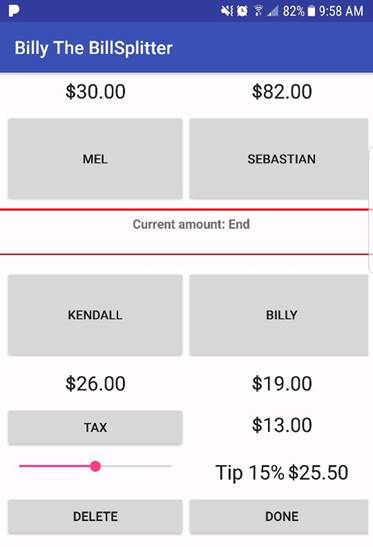 82% 9:58 AM
Billy The BillSplitter
$30.00 $82.00
MEL SEBASTIAN
Current amount: End
KENDALL BILLY
$26.00 $19.00
TAX $13.00
Tip 15% $25.50
DELETE DONE